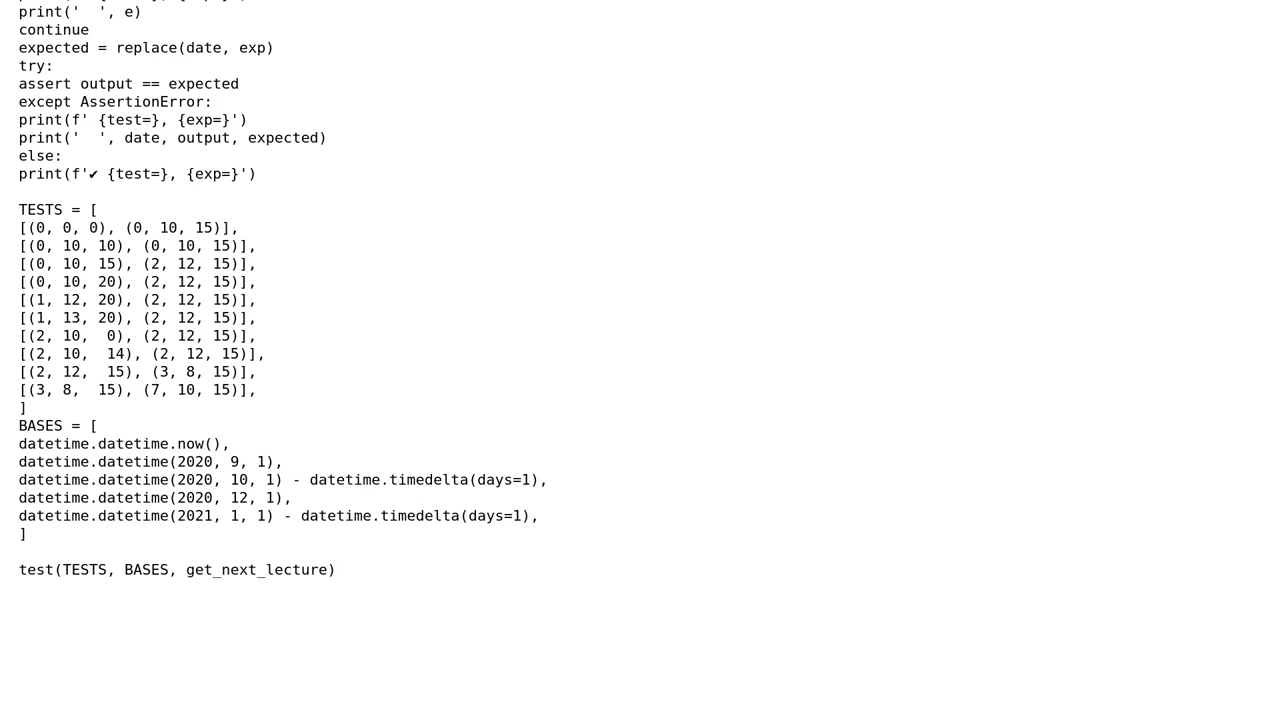 print('  ', e)
continue
expected = replace(date, exp)
try:
assert output == expected
except AssertionError:
print(f' {test=}, {exp=}')
print('  ', date, output, expected)
else:
print(f'✔ {test=}, {exp=}')

TESTS = [
[(0, 0, 0), (0, 10, 15)],
[(0, 10, 10), (0, 10, 15)],
[(0, 10, 15), (2, 12, 15)],
[(0, 10, 20), (2, 12, 15)],
[(1, 12, 20), (2, 12, 15)],
[(1, 13, 20), (2, 12, 15)],
[(2, 10,  0), (2, 12, 15)],
[(2, 10,  14), (2, 12, 15)],
[(2, 12,  15), (3, 8, 15)],
[(3, 8,  15), (7, 10, 15)],
]
BASES = [
datetime.datetime.now(),
datetime.datetime(2020, 9, 1),
datetime.datetime(2020, 10, 1) - datetime.timedelta(days=1),
datetime.datetime(2020, 12, 1),
datetime.datetime(2021, 1, 1) - datetime.timedelta(days=1),
]

test(TESTS, BASES, get_next_lecture)